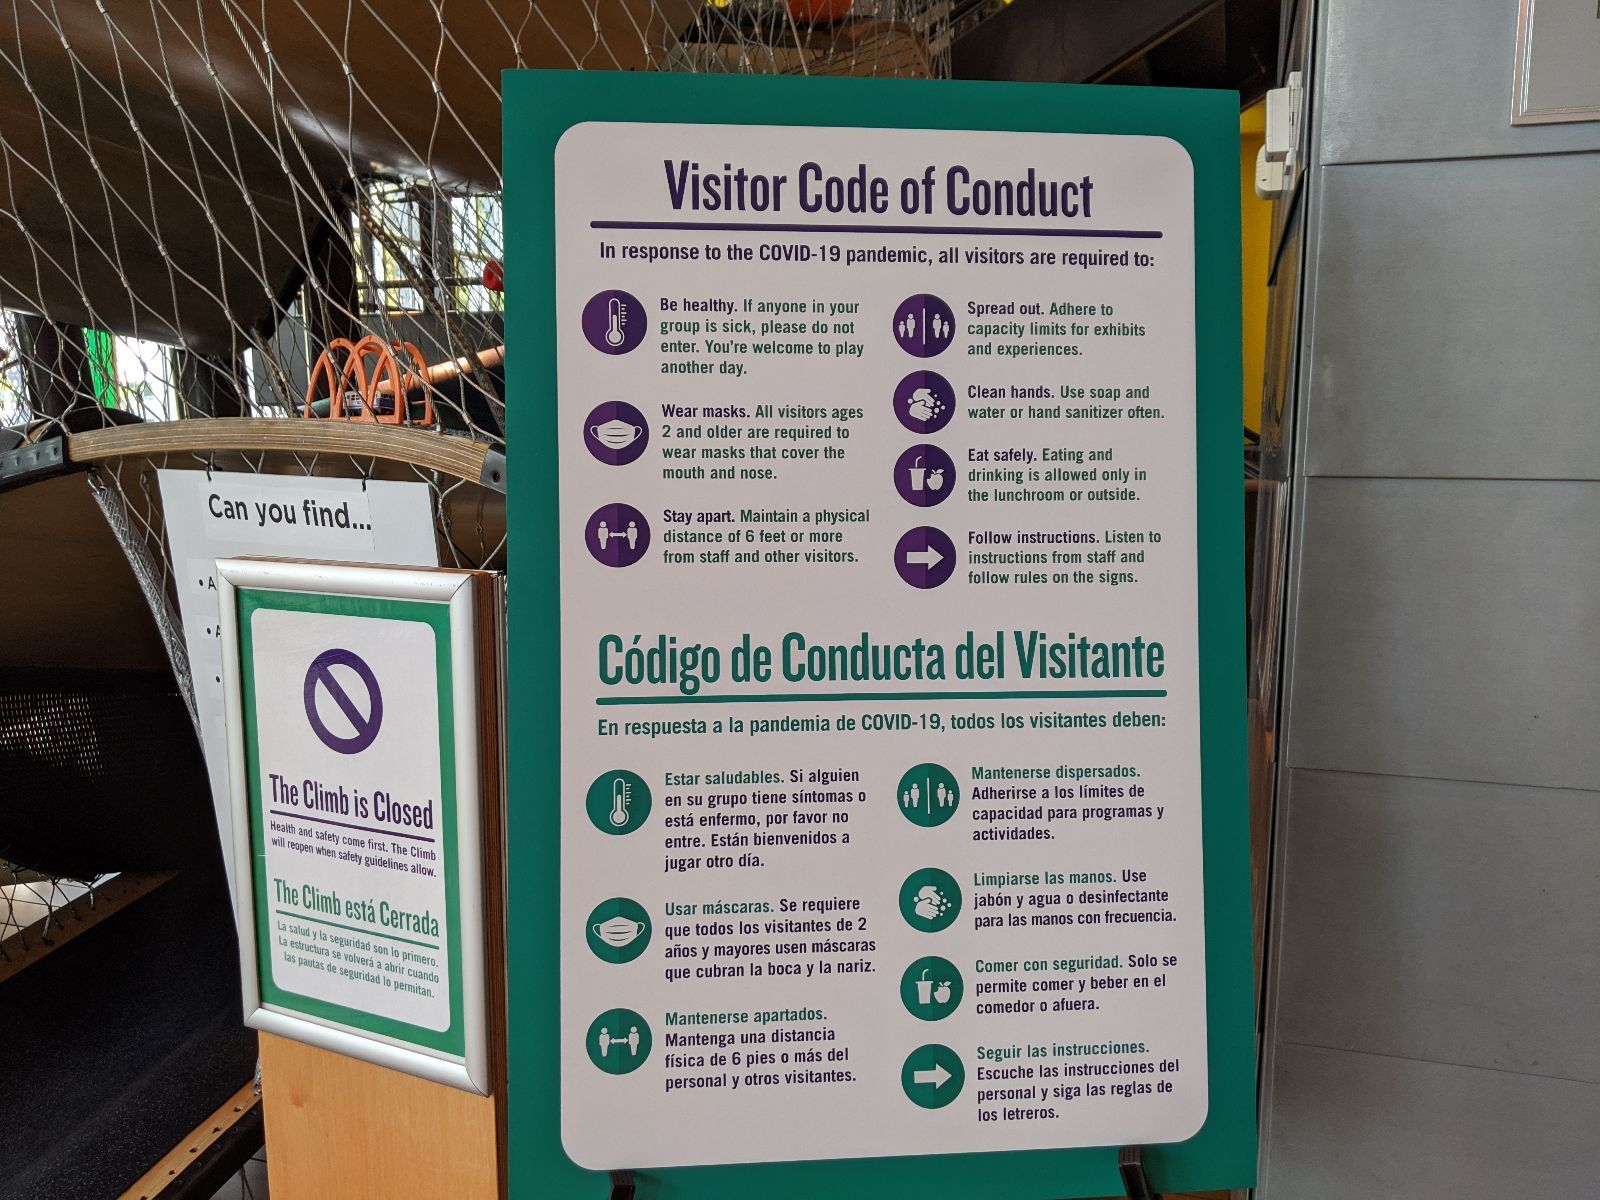 Visitor Code of Conduct
In response to the COVID-19 pandemic, all visitors are required to:
Be healthy. If anyone in your
group is sick, please do not
enter. You're welcome to play
another day.
Wear masks. All visitors ages
2 and older are required to
wear masks that cover the
mouth and nose.
Stay apart. Maintain a physical
distance of 6 feet or more
from staff and other visitors.
Spread out. Adhere to
capacity limits for exhibits
and experiences.
Clean hands. Use soap and
water or hand sanitizer often.
Eat safely. Eating and
drinking is allowed only in
the lunchroom or outside.
Follow instructions. Listen to
instructions from staff and
follow rules on the signs.
Código de Conducta del Visitante
En respuesta a la pandemia de COVID-19, todos los visitantes deben:
Estar saludables. Si alguien
en su grupo tiene síntomas o
está enfermo, por favor no
entre. Están bienvenidos a
jugar otro día.
Usar máscaras. Se requiere
que todos los visitantes de 2
años y mayores usen máscaras
que cubran la boca y la nariz.
Mantenerse apartados.
Mantenga una distancia
física de 6 pies o más del
personal y otros visitantes.
Mantenerse dispersados.
Adherirse a los límites de
capacidad para programas y
actividades.
Limpiarse las manos. Use
jabón y agua o desinfectante
para las manos con frecuencia.
Comer con seguridad. Solo se
permite comer y beber en el
comedor o afuera.
Seguir las instrucciones.
Escuche las instrucciones del
personal y siga las reglas de
los letreros.
Can you find...
• A
• A
The Climb is Closed
Health and safety come first. The Climb
will reopen when safety guidelines allow.
The Climb está Cerrada
La salud y la seguridad son lo primero.
La estructura se volverá a abrir cuando
las pautas de seguridad lo permitan.